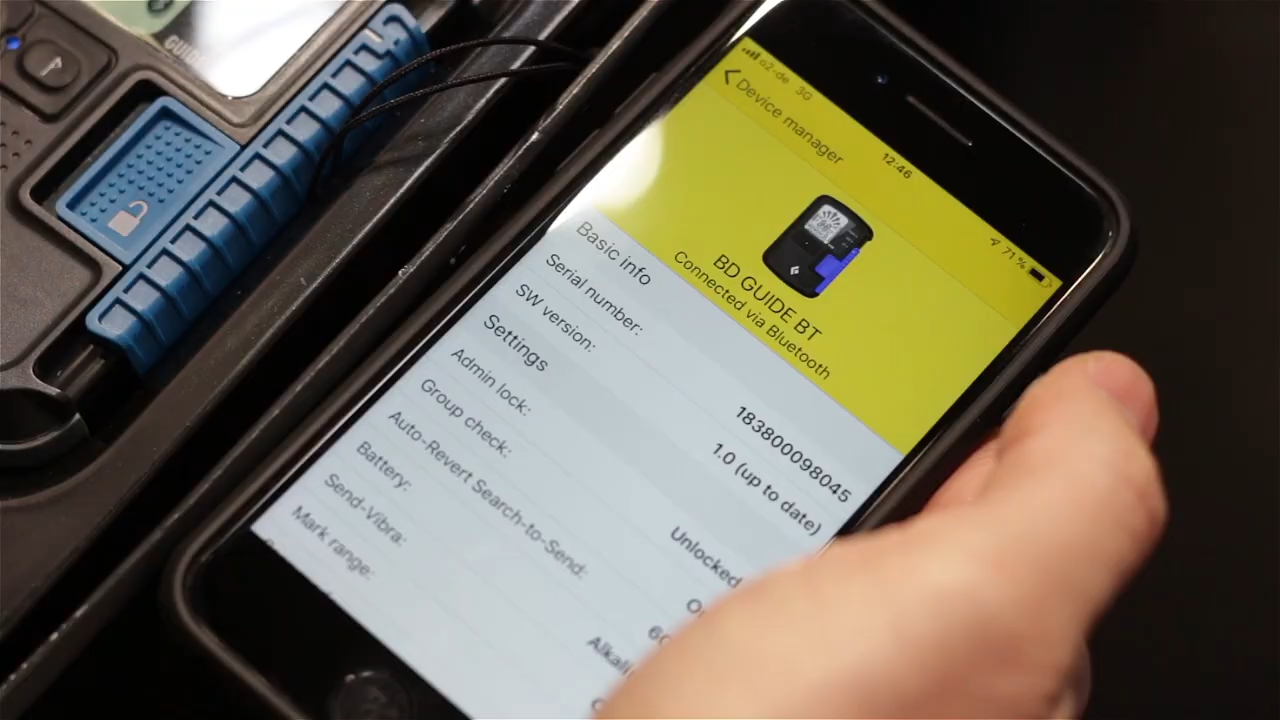 GUIDE
o2-de 3G
12:46
71 %
Device manager
BD GUIDE BT
Connected via Bluetooth
Basic info
Serial number: 183800098045
SW version: 1.0 (up to date)
Settings
Admin lock: Unlocked
Group check:
Auto-Revert Search-to-Send:
Battery:
Send-Vibra:
Mark range: